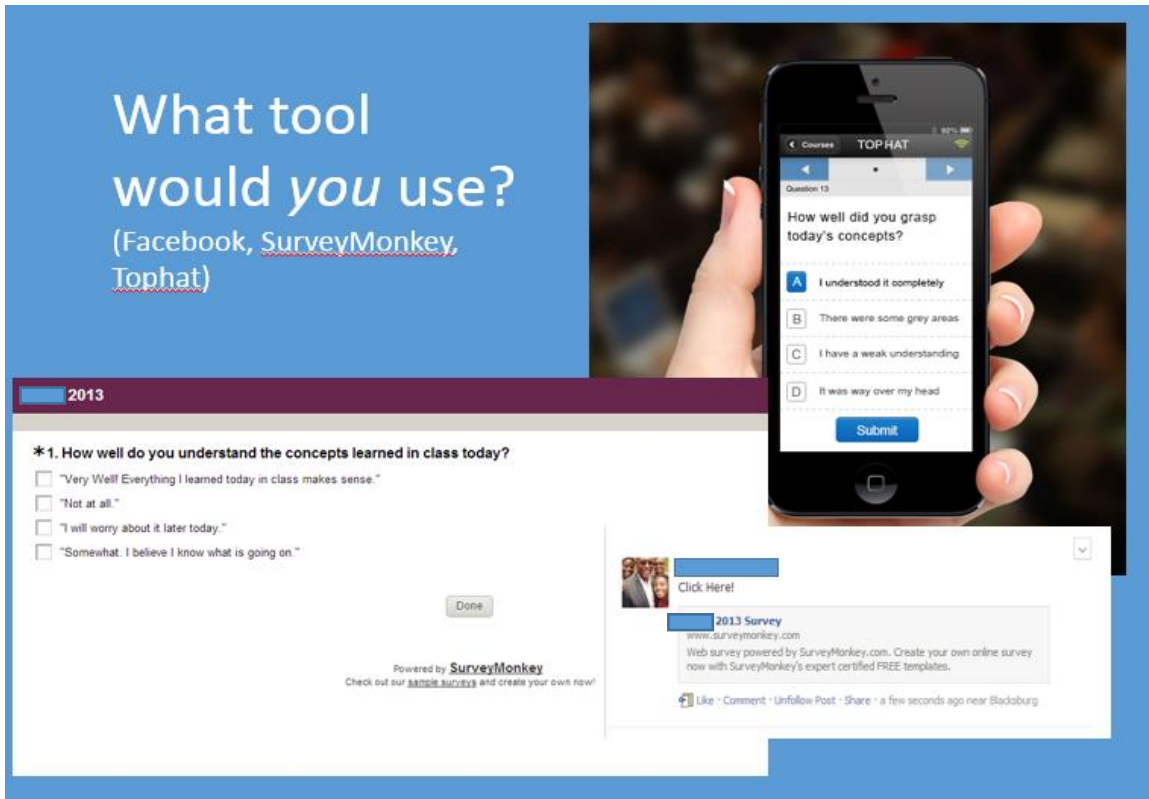 What tool
would you use?
(Facebook, SurveyMonkey,
Tophat)
92%
Courses
TOP HAT
Question 13
How well did you grasp
today's concepts?
A I understood it completely
B There were some grey areas
C I have a weak understanding
D It was way over my head
Submit
2013
*1. How well do you understand the concepts learned in class today?
"Very Well! Everything I learned today in class makes sense."
"Not at all."
"I will worry about it later today."
"Somewhat. I believe I know what is going on."
Done
Powered by SurveyMonkey
Check out our sample surveys and create your own now!
Click Here!
2013 Survey
www.surveymonkey.com
Web survey powered by SurveyMonkey.com. Create your own online survey
now with SurveyMonkey's expert certified FREE templates.
Like · Comment · Unfollow Post · Share · a few seconds ago near Blacksburg